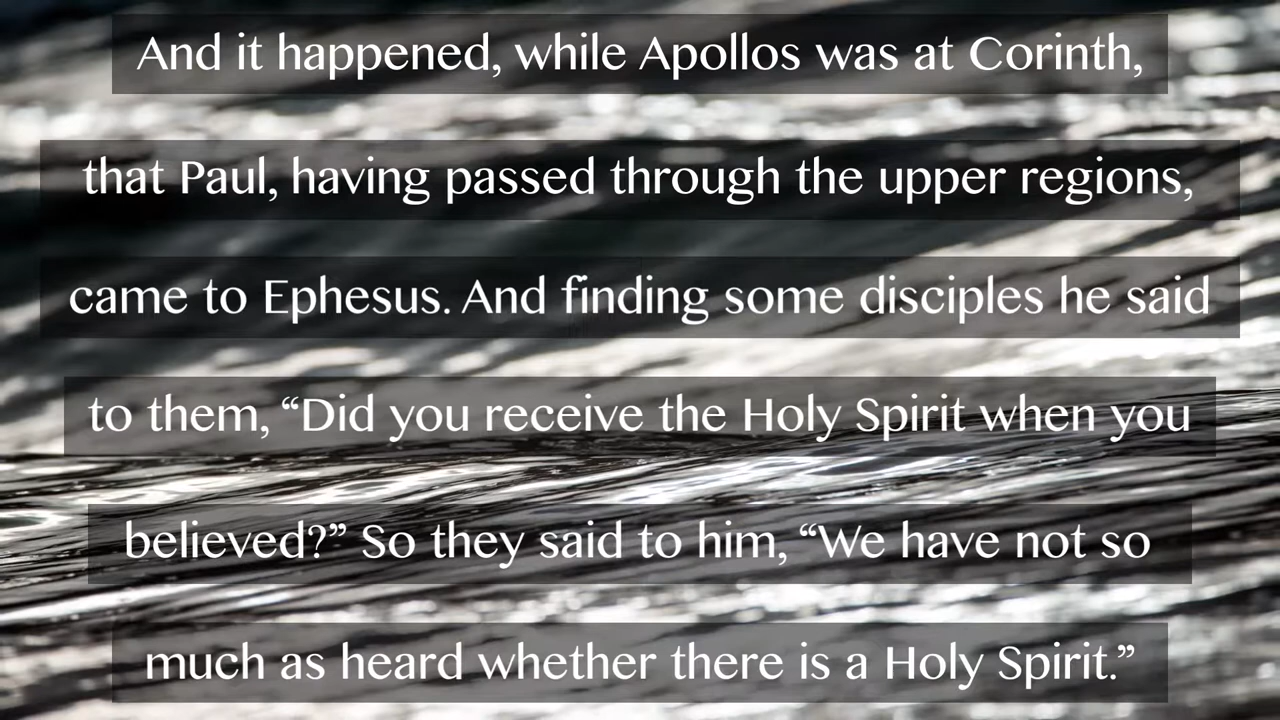 And it happened, while Apollos was at Corinth,
that Paul, having passed through the upper regions,
came to Ephesus. And finding some disciples he said
to them, “Did you receive the Holy Spirit when you
believed?” So they said to him, “We have not so
much as heard whether there is a Holy Spirit.”